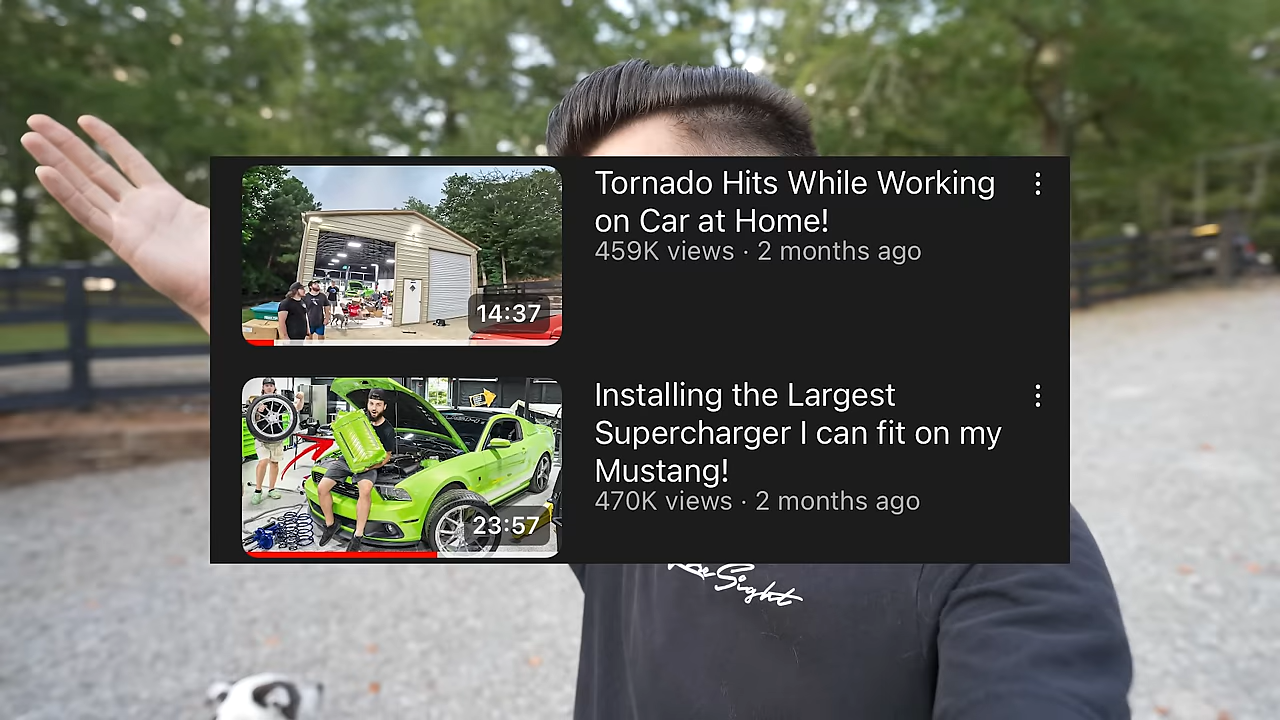 Tornado Hits While Working
on Car at Home!
459K views · 2 months ago
14:37
Installing the Largest
Supercharger I can fit on my
Mustang!
470K views · 2 months ago
23:57
Sight